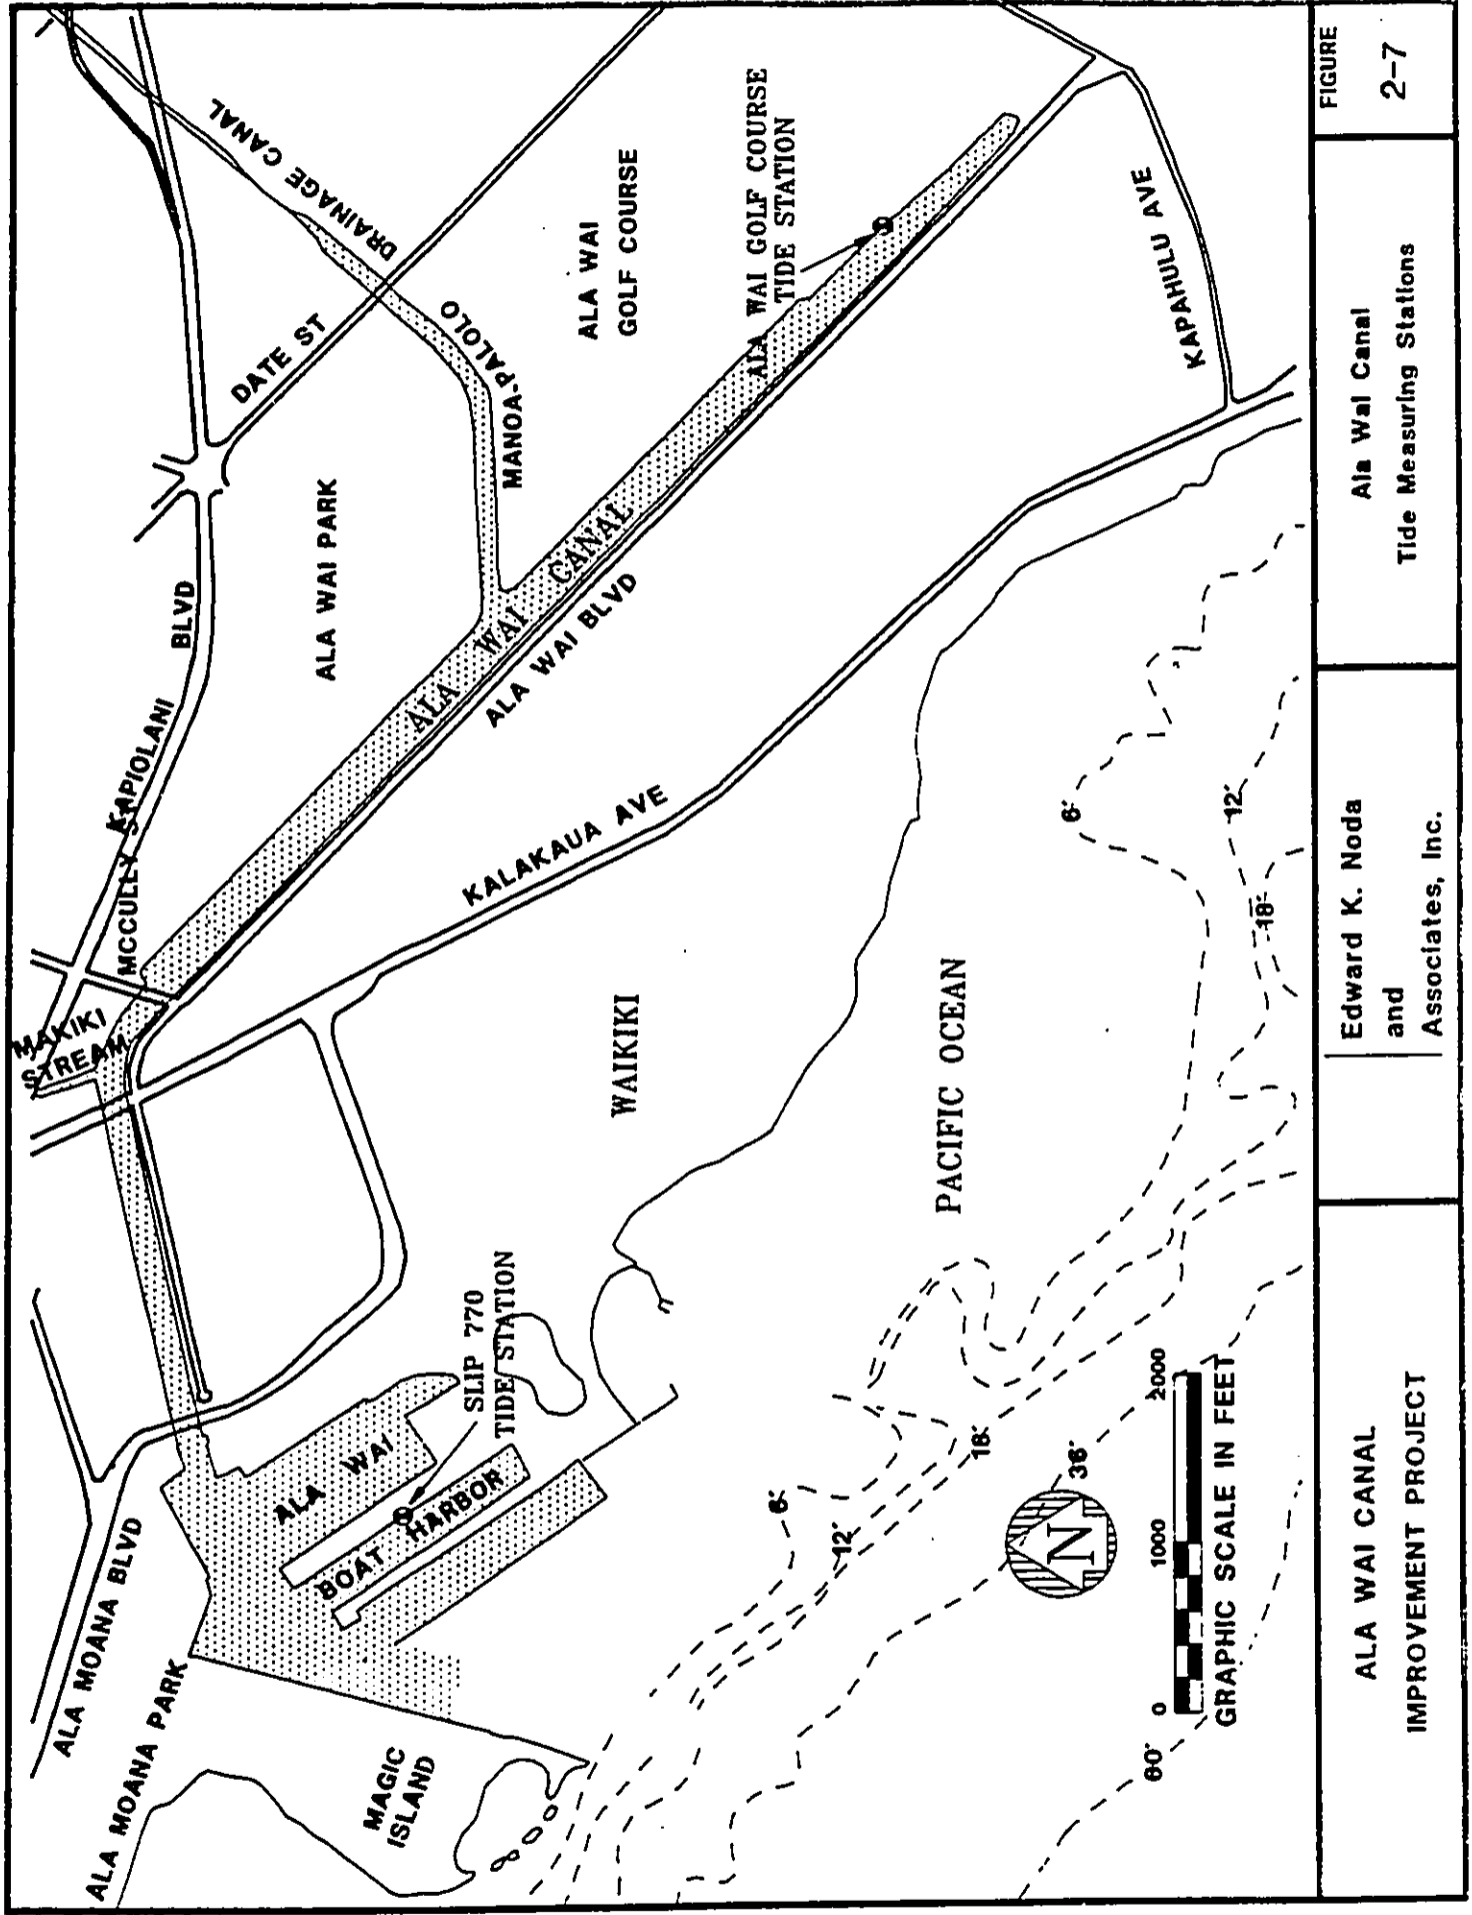 MAKIKI
STREAM
MCCULLY ST
KAPIOLANI
BLVD
DATE ST
DRAINAGE CANAL
MANOA-PALOLO
ALA WAI PARK
ALA WAI
GOLF COURSE
ALA WAI GOLF COURSE
TIDE STATION
ALA WAI CANAL
ALA WAI BLVD
KALAKAUA AVE
KAPAHULU AVE
ALA MOANA BLVD
ALA MOANA PARK
MAGIC
ISLAND
ALA WAI
BOAT HARBOR
SLIP 770
TIDE STATION
WAIKIKI
PACIFIC OCEAN
6'
12'
18'
6'
12'
18'
36'
60'
N
0 1000 2000
GRAPHIC SCALE IN FEET
ALA WAI CANAL
IMPROVEMENT PROJECT
Edward K. Noda
and
Associates, Inc.
Ala Wai Canal
Tide Measuring Stations
FIGURE
2-7